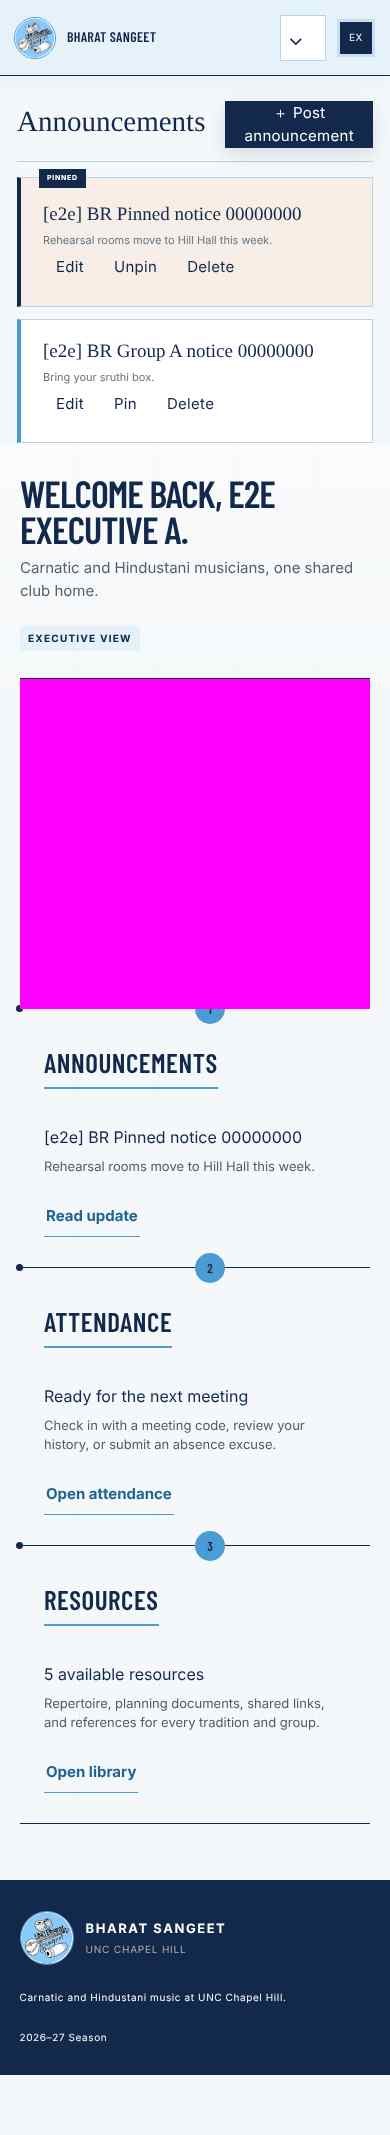 BHARAT SANGEET
EX
Announcements
+ Post
announcement
PINNED
[e2e] BR Pinned notice 00000000
Rehearsal rooms move to Hill Hall this week.
Edit Unpin Delete
[e2e] BR Group A notice 00000000
Bring your sruthi box.
Edit Pin Delete
WELCOME BACK, E2E
EXECUTIVE A.
Carnatic and Hindustani musicians, one shared
club home.
EXECUTIVE VIEW
ANNOUNCEMENTS
[e2e] BR Pinned notice 00000000
Rehearsal rooms move to Hill Hall this week.
Read update
2
ATTENDANCE
Ready for the next meeting
Check in with a meeting code, review your
history, or submit an absence excuse.
Open attendance
3
RESOURCES
5 available resources
Repertoire, planning documents, shared links,
and references for every tradition and group.
Open library
BHARAT SANGEET
UNC CHAPEL HILL
Carnatic and Hindustani music at UNC Chapel Hill.
2026–27 Season